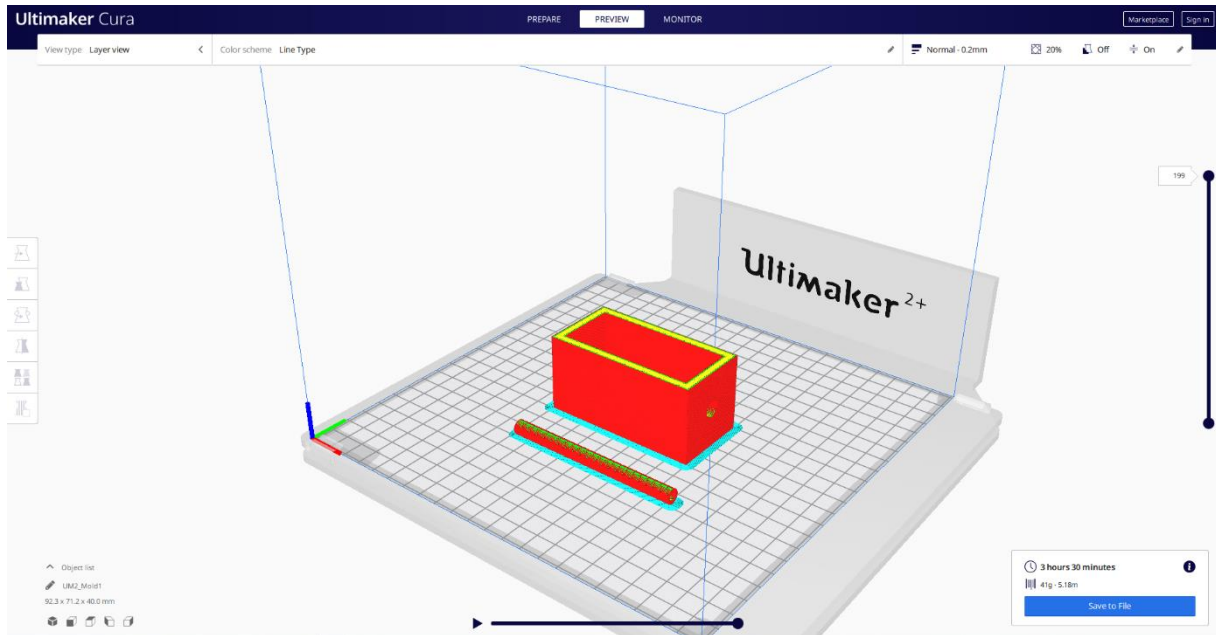 Ultimaker Cura
PREPARE PREVIEW MONITOR
Marketplace Sign in
View type Layer view
Color scheme Line Type
Normal - 0.2mm 20% Off On
199
Ultimaker 2+
Object list
UM2_Mold1
92.3 x 71.2 x 40.0 mm
3 hours 30 minutes
41g · 5.18m
Save to File